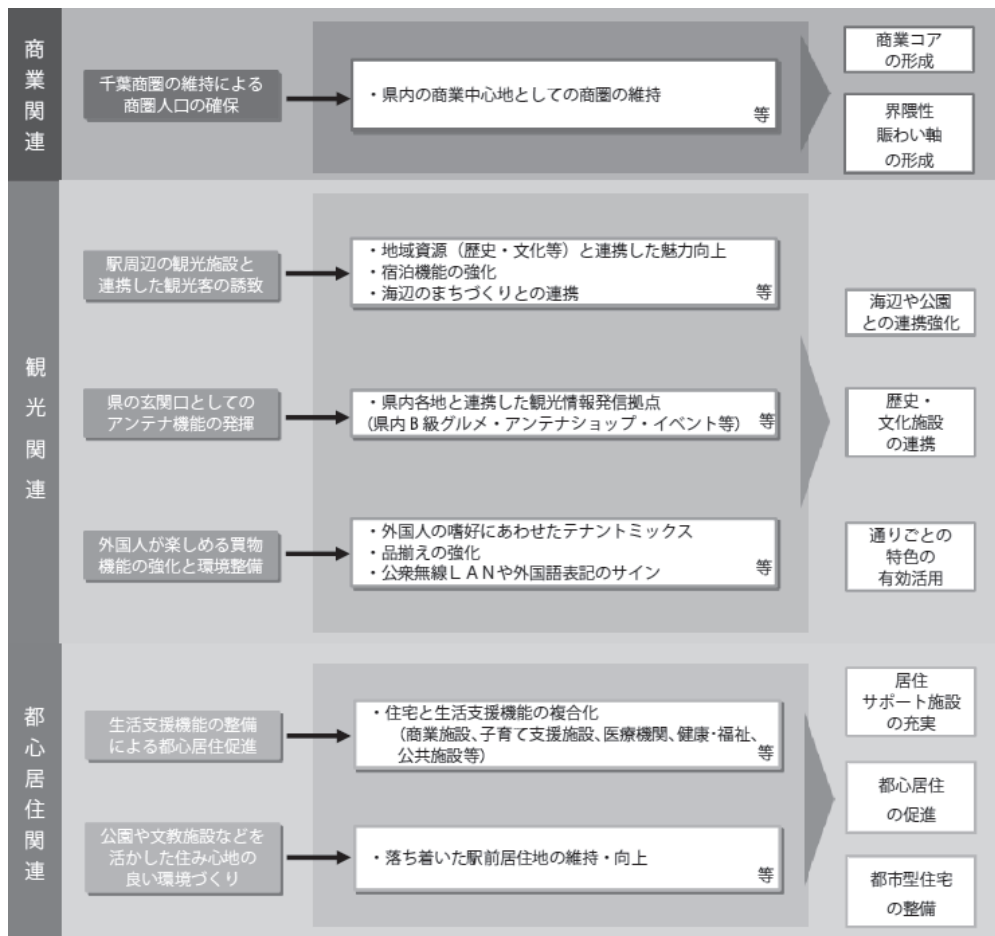 商業関連
千葉商圏の維持による
商圏人口の確保
・県内の商業中心地としての商圏の維持
等
商業コア
の形成
界隈性
賑わい軸
の形成
観光関連
駅周辺の観光施設と
連携した観光客の誘致
・地域資源（歴史・文化等）と連携した魅力向上
・宿泊機能の強化
・海辺のまちづくりとの連携
等
県の玄関口としての
アンテナ機能の発揮
・県内各地と連携した観光情報発信拠点
（県内B級グルメ・アンテナショップ・イベント等）
等
外国人が楽しめる買物
機能の強化と環境整備
・外国人の嗜好にあわせたテナントミックス
・品揃えの強化
・公衆無線ＬＡＮや外国語表記のサイン
等
海辺や公園
との連携強化
歴史・
文化施設
の連携
通りごとの
特色の
有効活用
都心居住関連
生活支援機能の整備
による都心居住促進
・住宅と生活支援機能の複合化
（商業施設、子育て支援施設、医療機関、健康・福祉、
公共施設等）
等
公園や文教施設などを
活かした住み心地の
良い環境づくり
・落ち着いた駅前居住地の維持・向上
等
居住
サポート施設
の充実
都心居住
の促進
都市型住宅
の整備